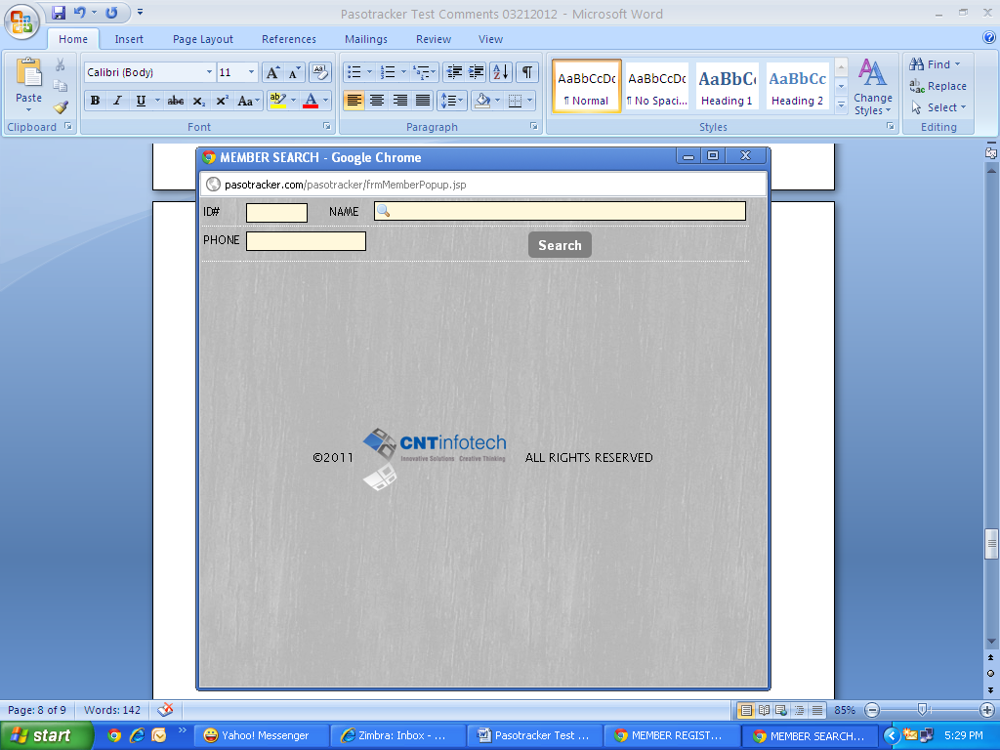 Pasotracker Test Comments 03212012 - Microsoft Word
Home Insert Page Layout References Mailings Review View
Paste
Calibri (Body) 11
B I U abc x₂ x² Aa
ab A
AaBbCcDc AaBbCcDc AaBbC AaBbCc
¶ Normal ¶ No Spaci... Heading 1 Heading 2
Change Styles
Find
Replace
Select
Clipboard Font Paragraph Styles Editing
MEMBER SEARCH - Google Chrome
pasotracker.com/pasotracker/frmMemberPopup.jsp
ID# NAME
PHONE Search
©2011 CNTinfotech ALL RIGHTS RESERVED
Innovative Solutions Creative Thinking
Page: 8 of 9 Words: 142 85%
start Yahoo! Messenger Zimbra: Inbox - ... Pasotracker Test ... MEMBER REGIST... MEMBER SEARCH... 5:29 PM